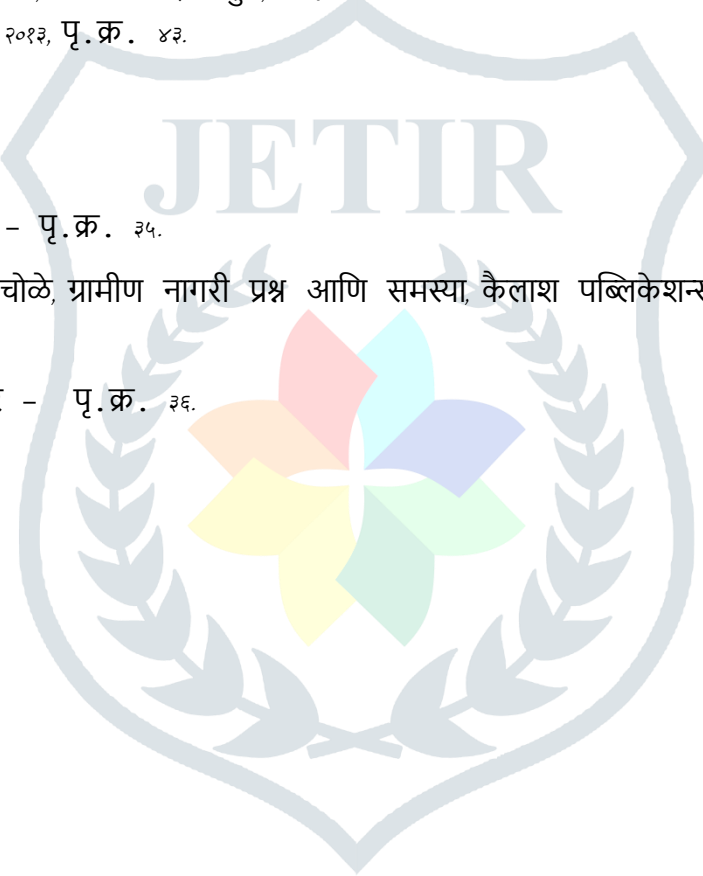 २०१३, पृ.क्र. ४३.
JETIR
– पृ.क्र. ३५.
चोळे, ग्रामीण नागरी प्रश्न आणि समस्या, कैलाश पब्लिकेशन्स
– पृ.क्र. ३६.